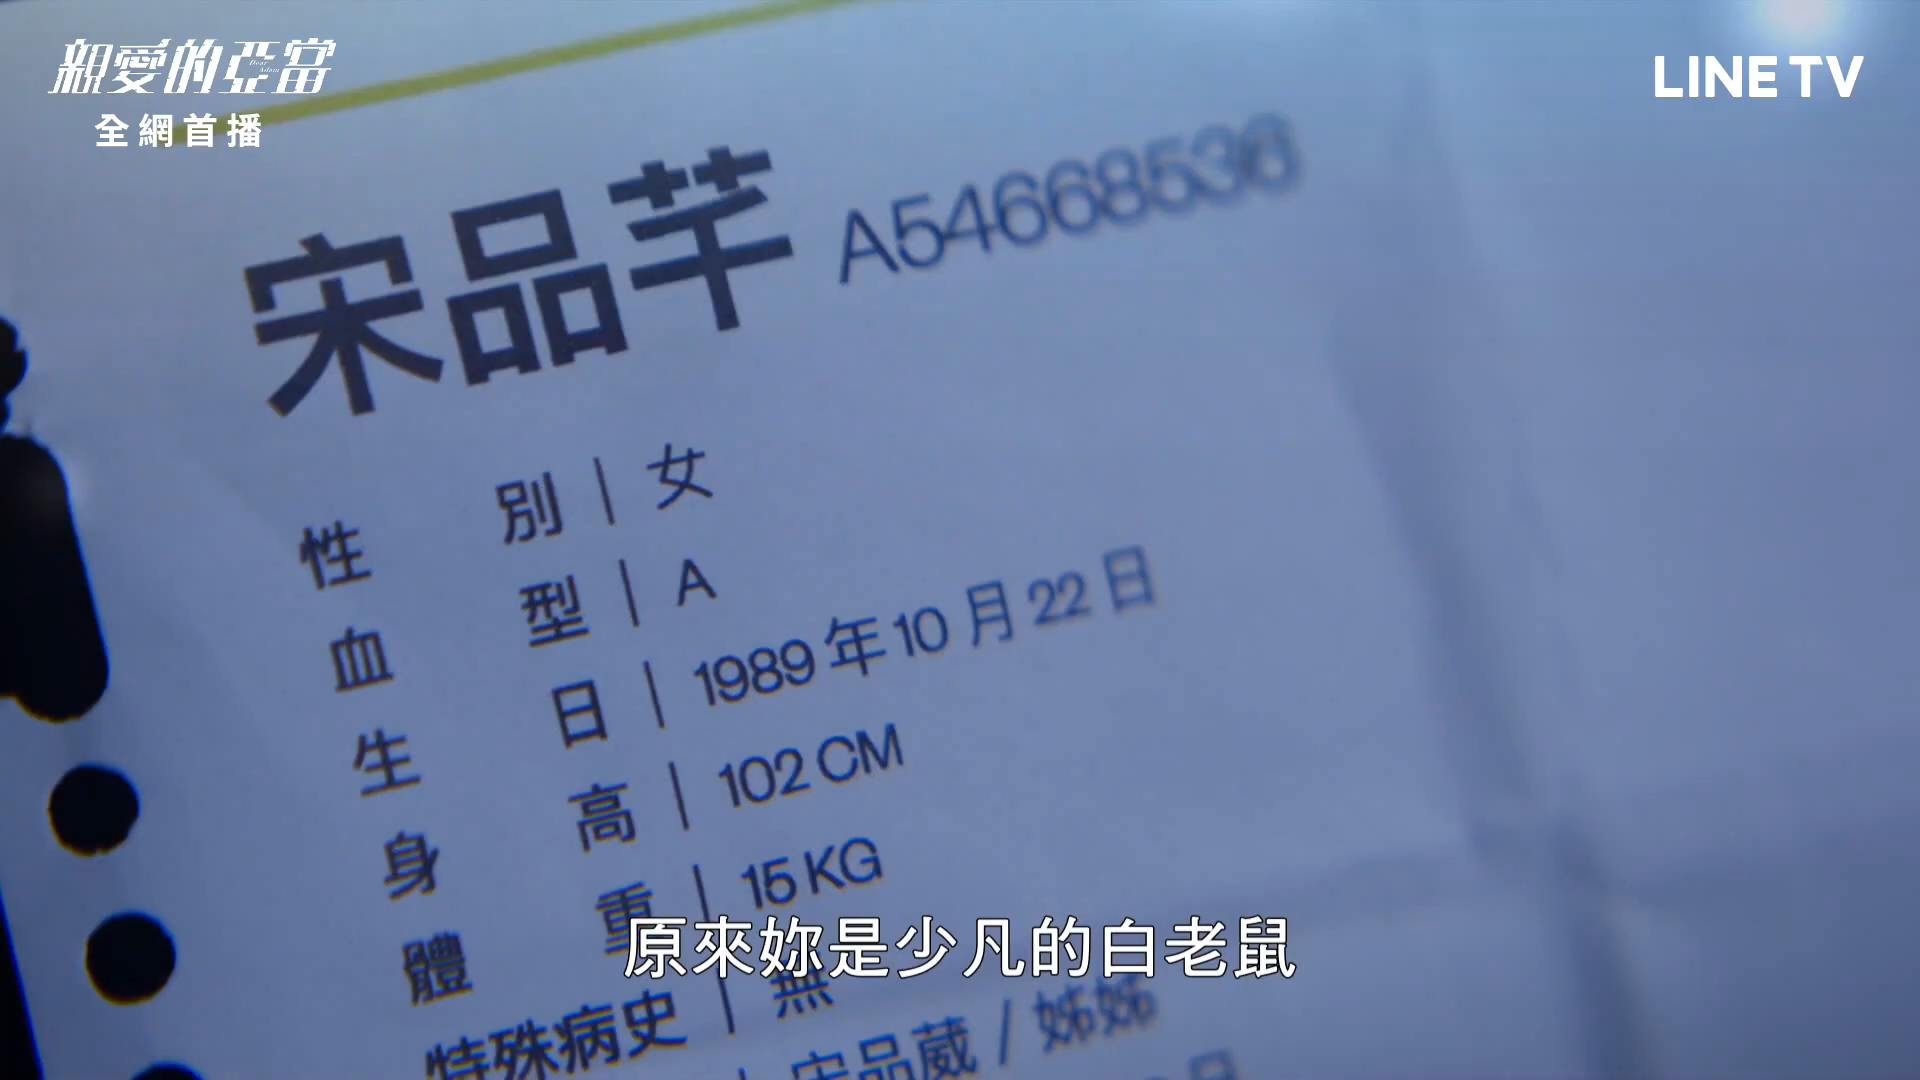 親愛的亞當
Dear Adam
全網首播
LINE TV
宋品芊 A54668536
性別｜女
血型｜A
生日｜1989年10月22日
身高｜102 CM
體重｜15 KG
原來妳是少凡的白老鼠
特殊病史｜無
宋品葳 / 姊姊
日